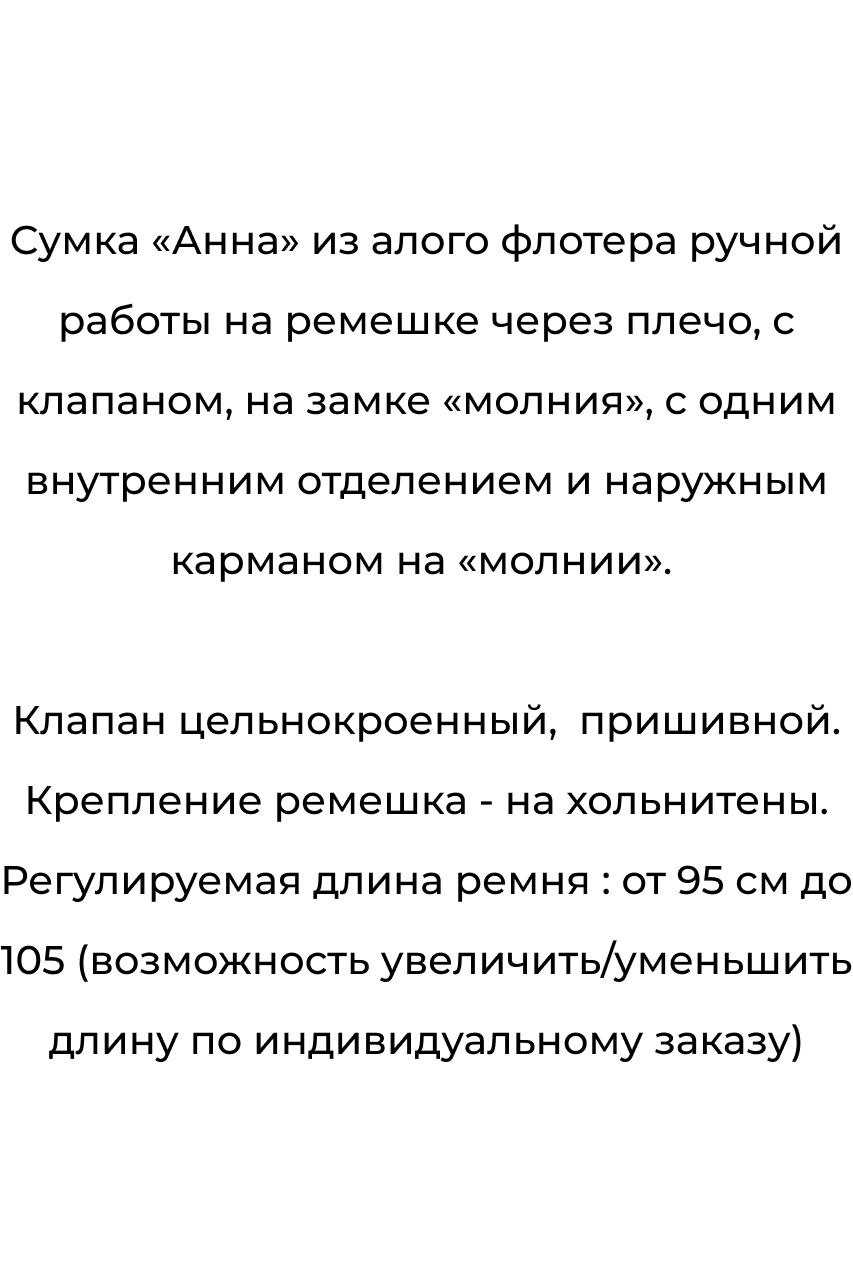 Сумка «Анна» из алого флотера ручной
работы на ремешке через плечо, с
клапаном, на замке «молния», с одним
внутренним отделением и наружным
карманом на «молнии».
Клапан цельнокроенный,  пришивной.
Крепление ремешка - на хольнитены.
Регулируемая длина ремня : от 95 см до
105 (возможность увеличить/уменьшить
длину по индивидуальному заказу)